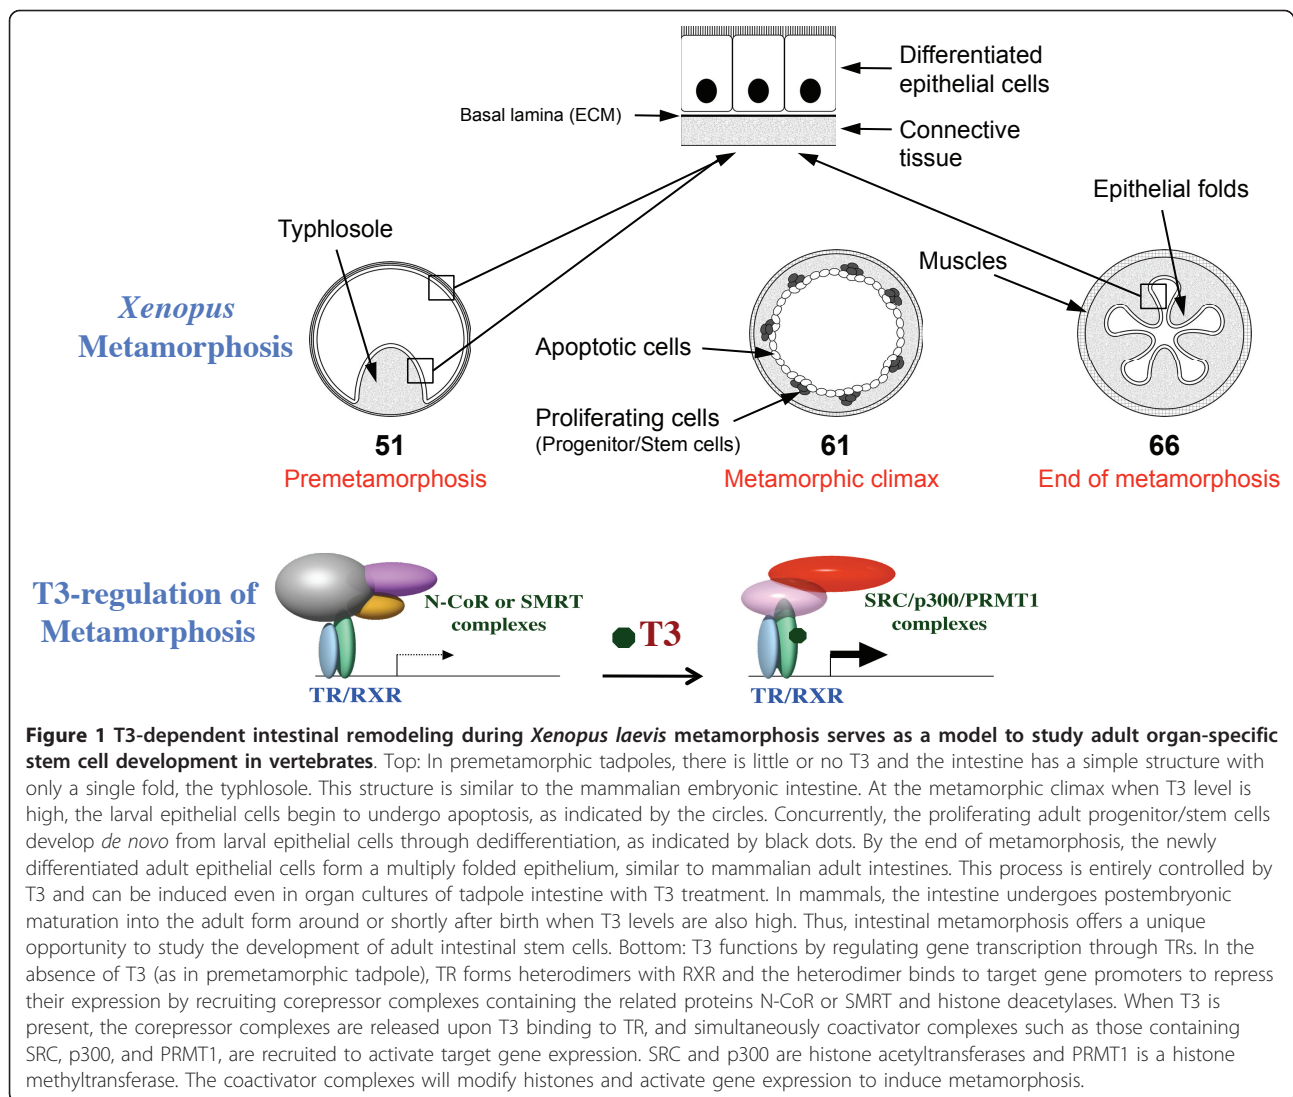 Differentiated
epithelial cells
Basal lamina (ECM)
Connective
tissue
Epithelial folds
Typhlosole
Muscles
Xenopus
Metamorphosis
Apoptotic cells
Proliferating cells
(Progenitor/Stem cells)
51
Premetamorphosis
61
Metamorphic climax
66
End of metamorphosis
T3-regulation of
Metamorphosis
N-CoR or SMRT
complexes
TR/RXR
T3
SRC/p300/PRMT1
complexes
TR/RXR
Figure 1 T3-dependent intestinal remodeling during Xenopus laevis metamorphosis serves as a model to study adult organ-specific
stem cell development in vertebrates. Top: In premetamorphic tadpoles, there is little or no T3 and the intestine has a simple structure with
only a single fold, the typhlosole. This structure is similar to the mammalian embryonic intestine. At the metamorphic climax when T3 level is
high, the larval epithelial cells begin to undergo apoptosis, as indicated by the circles. Concurrently, the proliferating adult progenitor/stem cells
develop de novo from larval epithelial cells through dedifferentiation, as indicated by black dots. By the end of metamorphosis, the newly
differentiated adult epithelial cells form a multiply folded epithelium, similar to mammalian adult intestines. This process is entirely controlled by
T3 and can be induced even in organ cultures of tadpole intestine with T3 treatment. In mammals, the intestine undergoes postembryonic
maturation into the adult form around or shortly after birth when T3 levels are also high. Thus, intestinal metamorphosis offers a unique
opportunity to study the development of adult intestinal stem cells. Bottom: T3 functions by regulating gene transcription through TRs. In the
absence of T3 (as in premetamorphic tadpole), TR forms heterodimers with RXR and the heterodimer binds to target gene promoters to repress
their expression by recruiting corepressor complexes containing the related proteins N-CoR or SMRT and histone deacetylases. When T3 is
present, the corepressor complexes are released upon T3 binding to TR, and simultaneously coactivator complexes such as those containing
SRC, p300, and PRMT1, are recruited to activate target gene expression. SRC and p300 are histone acetyltransferases and PRMT1 is a histone
methyltransferase. The coactivator complexes will modify histones and activate gene expression to induce metamorphosis.